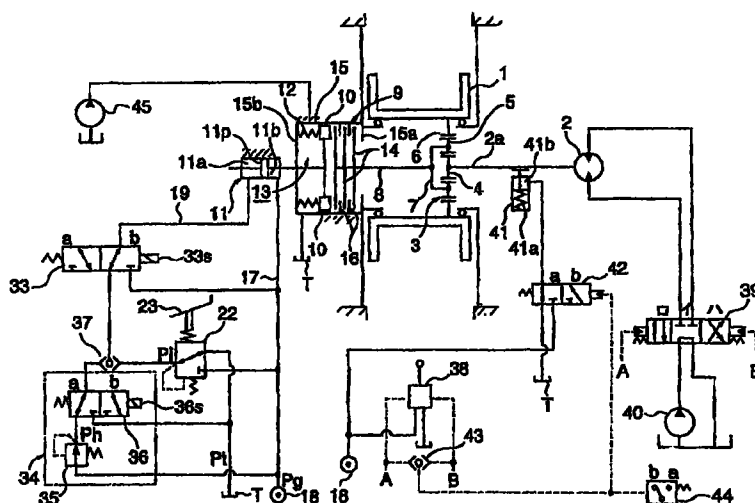 12 15 10 9 1
15b 15a 5
45 11p 11b 6 2a 2
11a 14 41b
13 8 4
11 7 41
19 3 41a
a b 10 16
33 33s T 42
17 a b
23 22 39
37 Pi 38 T A B
a b 40
36s
Ph 36 43
34 Pt A B b a
35 Pg T 18 44
18